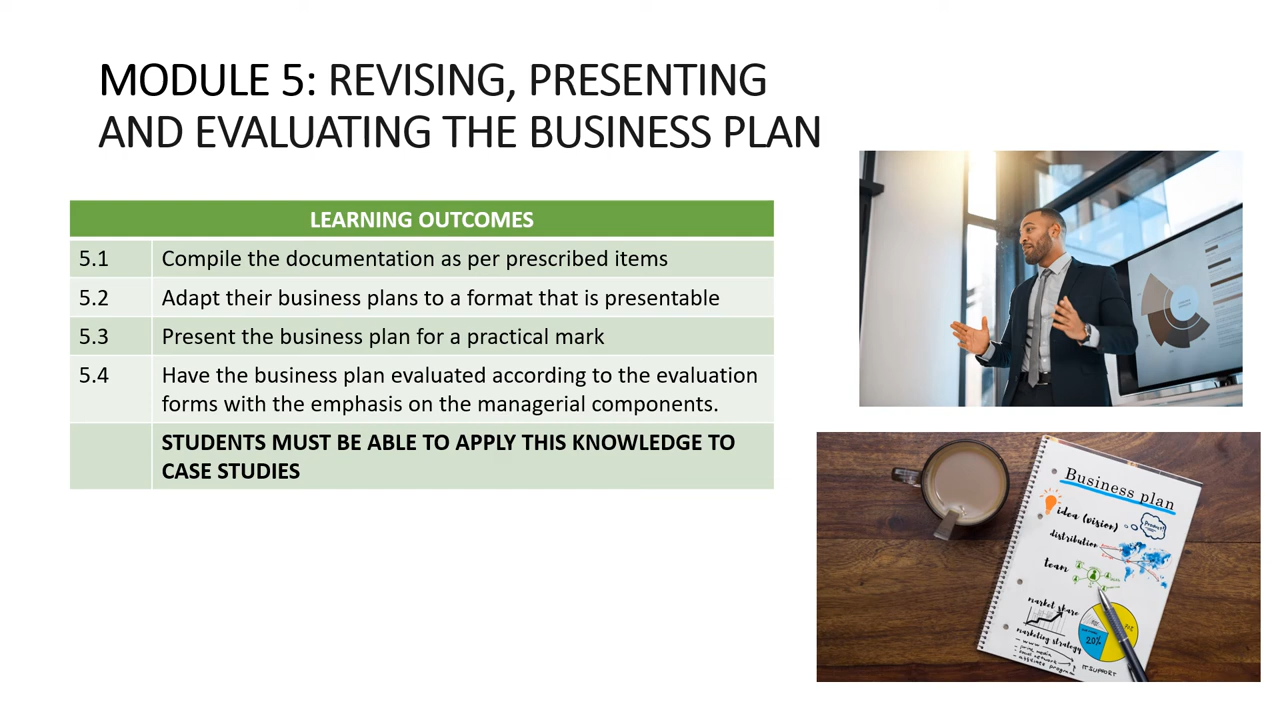 MODULE 5: REVISING, PRESENTING
AND EVALUATING THE BUSINESS PLAN
LEARNING OUTCOMES
5.1 Compile the documentation as per prescribed items
5.2 Adapt their business plans to a format that is presentable
5.3 Present the business plan for a practical mark
5.4 Have the business plan evaluated according to the evaluation
forms with the emphasis on the managerial components.
STUDENTS MUST BE ABLE TO APPLY THIS KNOWLEDGE TO
CASE STUDIES
Business plan
idea (vision)
Product
distribution
team
market share
marketing strategy
20%
IT SUPPORT